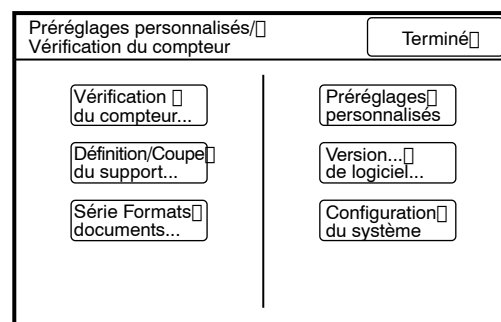 Préréglages personnalisés/
Vérification du compteur
Terminé
Vérification
du compteur...
Définition/Coupe
du support...
Série Formats
documents...
Préréglages
personnalisés
Version...
de logiciel...
Configuration
du système